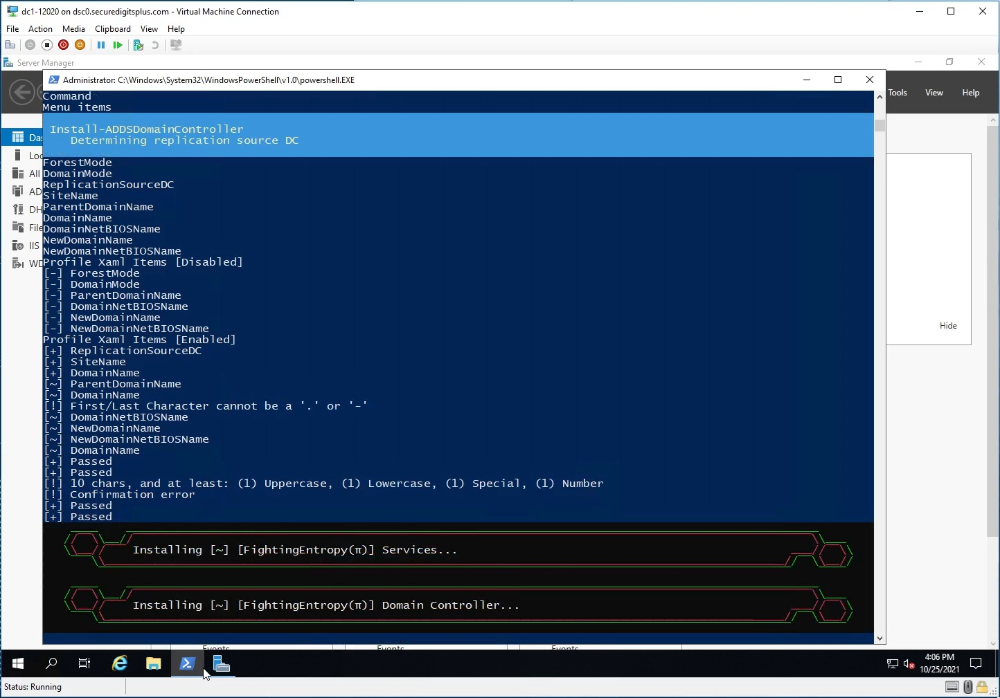 dc1-12020 on dsc0.securedigitsplus.com - Virtual Machine Connection
File Action Media Clipboard View Help
Server Manager
Administrator: C:\Windows\System32\WindowsPowerShell\v1.0\powershell.EXE
Tools View Help
Command
Menu items
Install-ADDSDomainController
Determining replication source DC
ForestMode
DomainMode
ReplicationSourceDC
SiteName
ParentDomainName
DomainName
DomainNetBIOSName
NewDomainName
NewDomainNetBIOSName
Profile Xaml Items [Disabled]
[-] ForestMode
[-] DomainMode
[-] ParentDomainName
[-] DomainNetBIOSName
[-] NewDomainName
[-] NewDomainNetBIOSName
Profile Xaml Items [Enabled]
[+] ReplicationSourceDC
[+] SiteName
[+] DomainName
[~] ParentDomainName
[~] DomainName
[!] First/Last Character cannot be a '.' or '-'
[~] DomainNetBIOSName
[~] NewDomainName
[~] NewDomainNetBIOSName
[~] DomainName
[+] Passed
[+] Passed
[!] 10 chars, and at least: (1) Uppercase, (1) Lowercase, (1) Special, (1) Number
[!] Confirmation error
[+] Passed
[+] Passed
Installing [~] [FightingEntropy(π)] Services...
Installing [~] [FightingEntropy(π)] Domain Controller...
Das
Loc
All
AD
DH
File
IIS
WD
Hide
Events Events Events
4:06 PM
10/25/2021
Status: Running